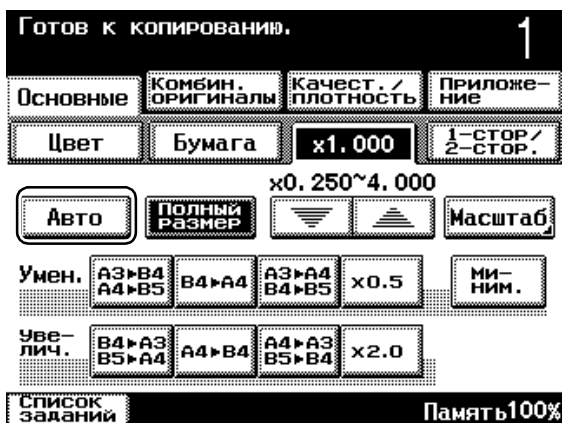 Готов к копированию. 1
Основные Комбин. оригиналы Качест./плотность Приложе-ние
Цвет Бумага x1.000 1-стор/2-стор.
x0.250~4.000
Авто Полный размер Масштаб
Умен. A3▶B4 A4▶B5 B4▶A4 A3▶A4 B4▶B5 x0.5 Ми-ним.
Уве-лич. B4▶A3 B5▶A4 A4▶B4 A4▶A3 B5▶B4 x2.0
Список заданий Память100%